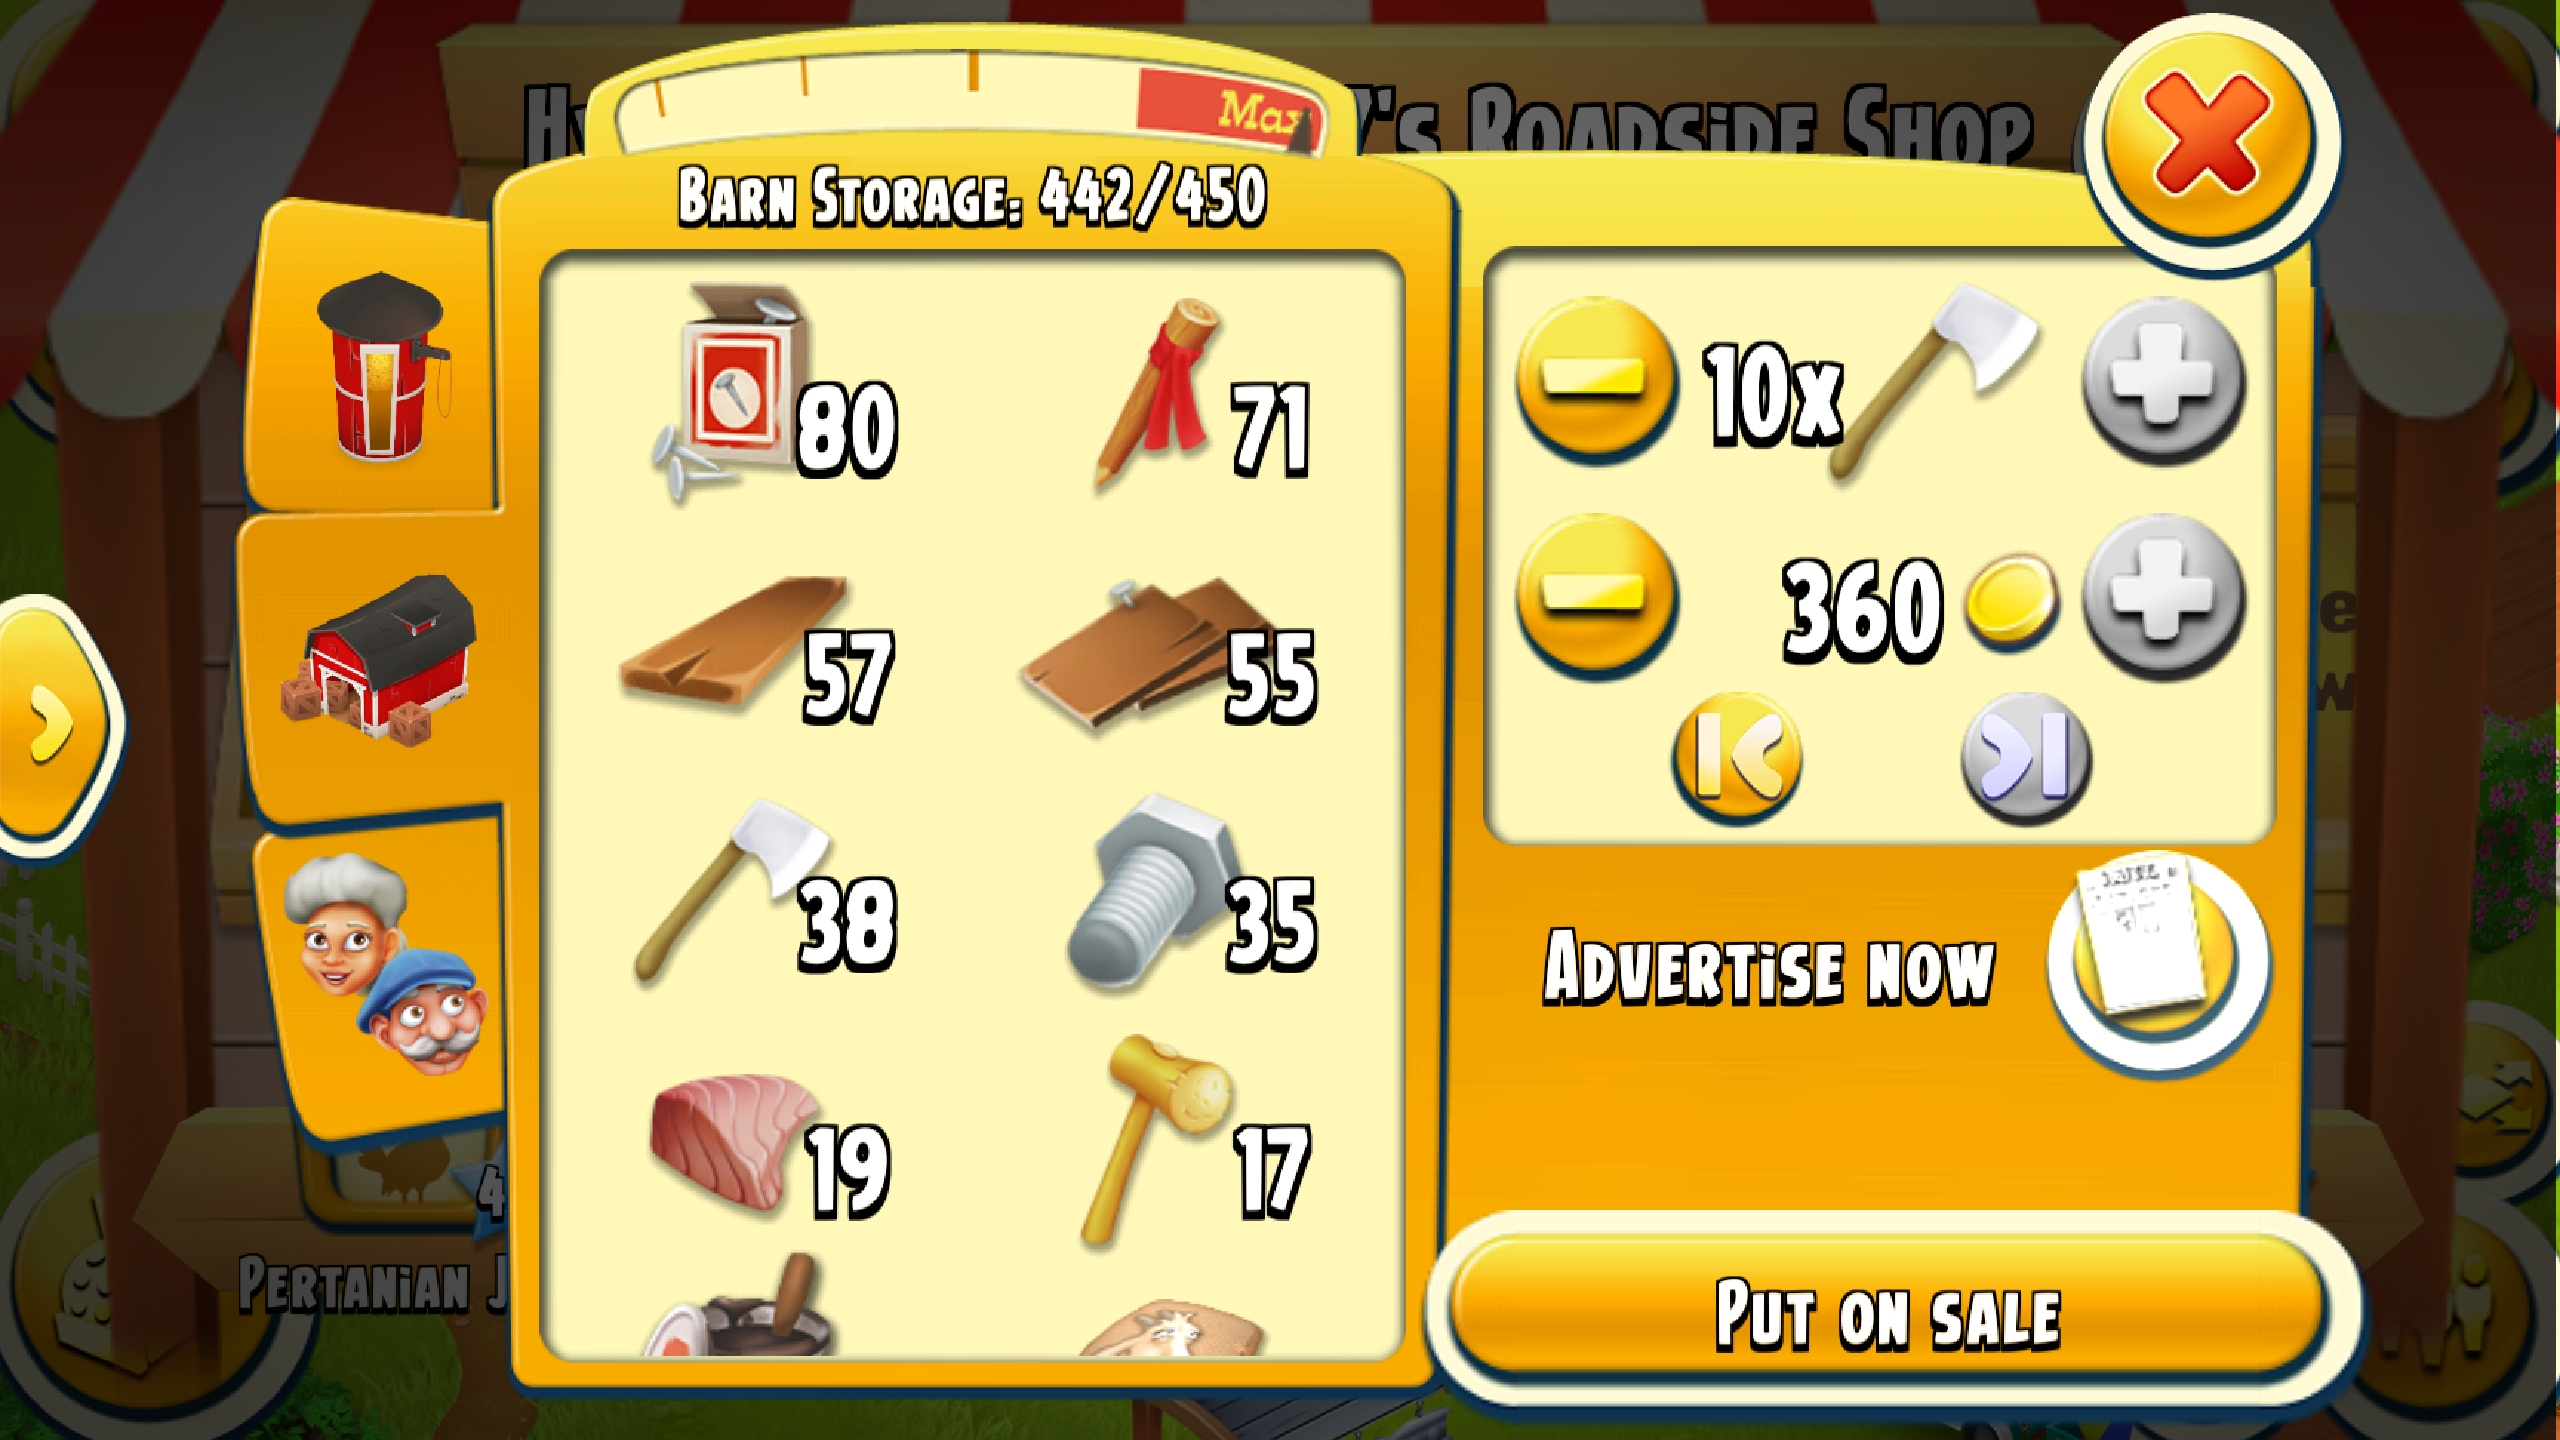 's Roadside Shop
Max
Barn Storage: 442/450
80
71
57
55
38
35
19
17
10x
360
Advertise now
Put on sale
Pertanian J
4